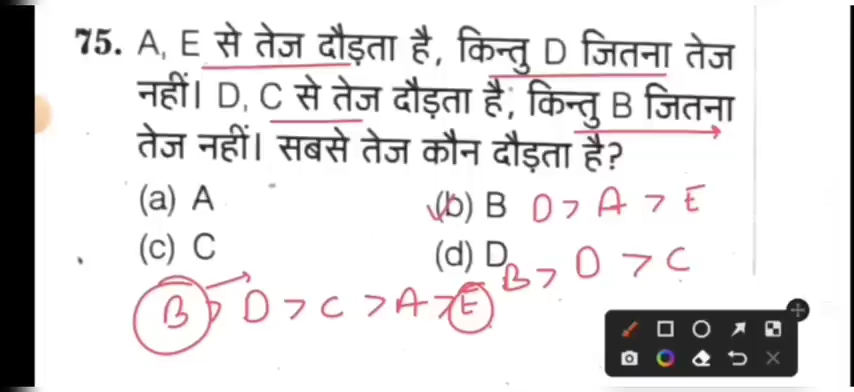 75. A, E से तेज दौड़ता है, किन्तु D जितना तेज
नहीं। D, C से तेज दौड़ता है, किन्तु B जितना
तेज नहीं। सबसे तेज कौन दौड़ता है?
(a) A (b) B D > A > E
(c) C (d) D B > D > C
B > D > C > A > E